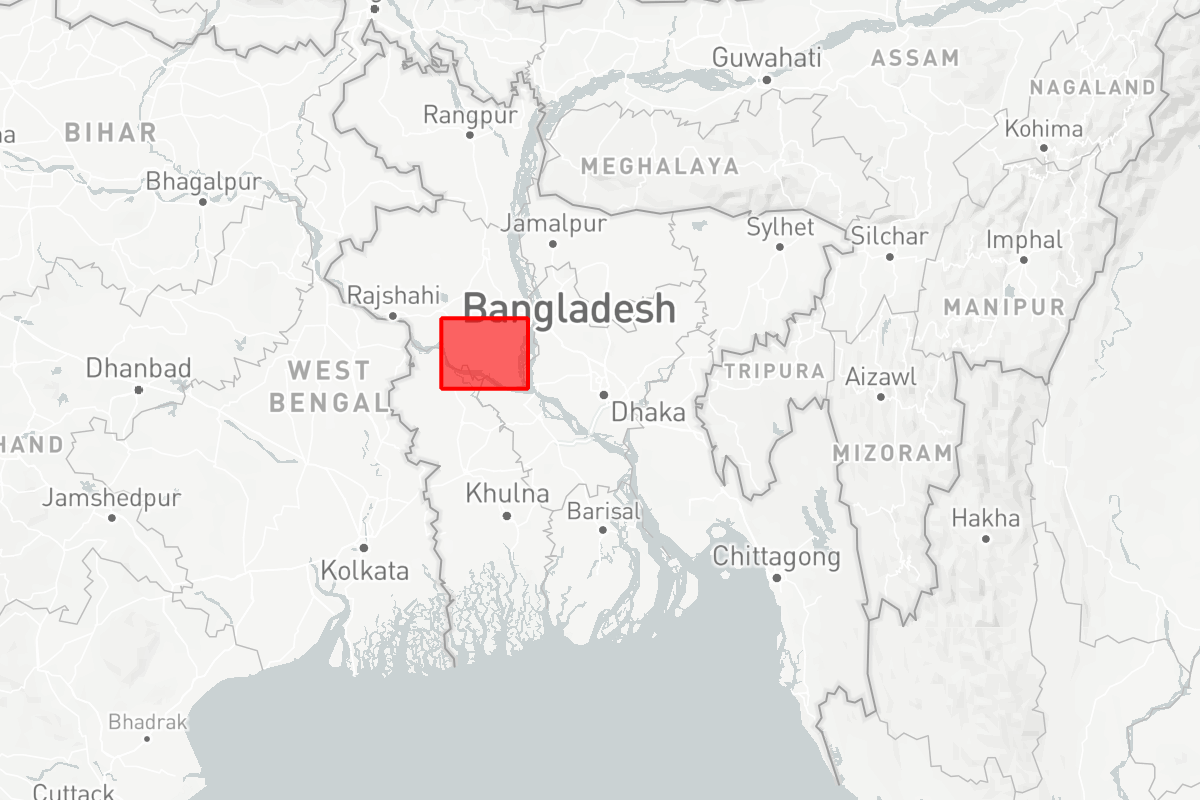 Guwahati
ASSAM
NAGALAND
Rangpur
Kohima
BIHAR
MEGHALAYA
Bhagalpur
Jamalpur
Sylhet
Silchar
Imphal
Rajshahi
Bangladesh
MANIPUR
Dhanbad
WEST
BENGAL
TRIPURA
Aizawl
Dhaka
HAND
MIZORAM
Jamshedpur
Khulna
Barisal
Hakha
Kolkata
Chittagong
Bhadrak
Cuttack